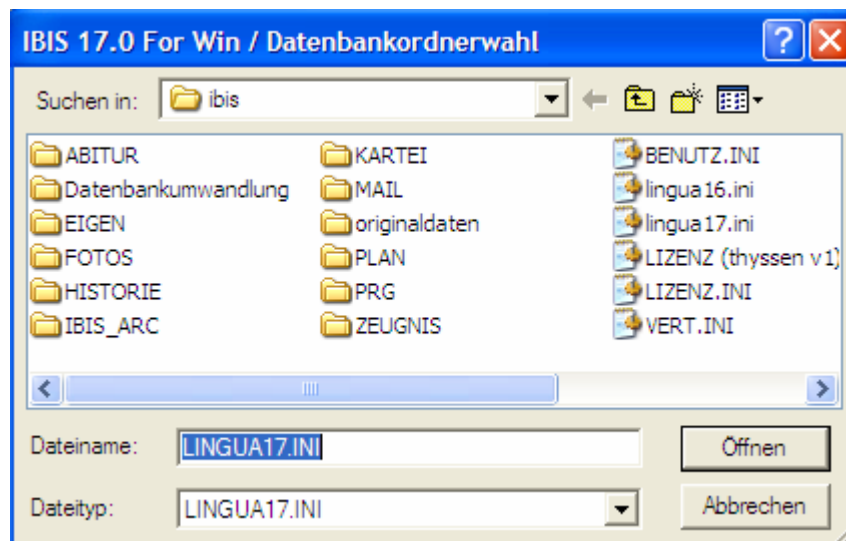 IBIS 17.0 For Win / Datenbankordnerwahl
Suchen in: ibis
ABITUR KARTEI BENUTZ.INI
Datenbankumwandlung MAIL lingua16.ini
EIGEN originaldaten lingua17.ini
FOTOS PLAN LIZENZ (thyssen v1)
HISTORIE PRG LIZENZ.INI
IBIS_ARC ZEUGNIS VERT.INI
Dateiname: LINGUA17.INI Öffnen
Dateityp: LINGUA17.INI Abbrechen